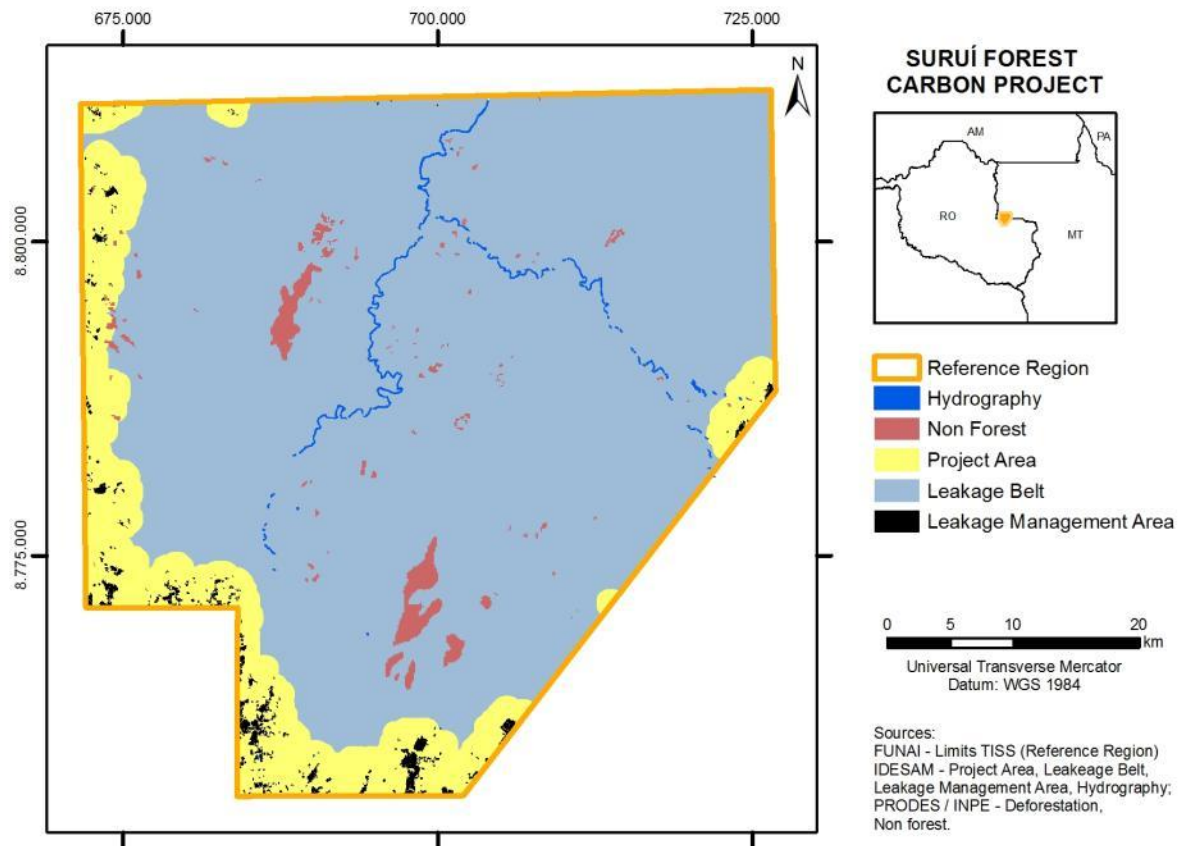 675.000
700.000
725.000
8.800.000
8.775.000
N
SURUÍ FOREST
CARBON PROJECT
AM
PA
RO
MT
Reference Region
Hydrography
Non Forest
Project Area
Leakage Belt
Leakage Management Area
0 5 10 20
km
Universal Transverse Mercator
Datum: WGS 1984
Sources:
FUNAI - Limits TISS (Reference Region)
IDESAM - Project Area, Leakeage Belt,
Leakage Management Area, Hydrography;
PRODES / INPE - Deforestation,
Non forest.